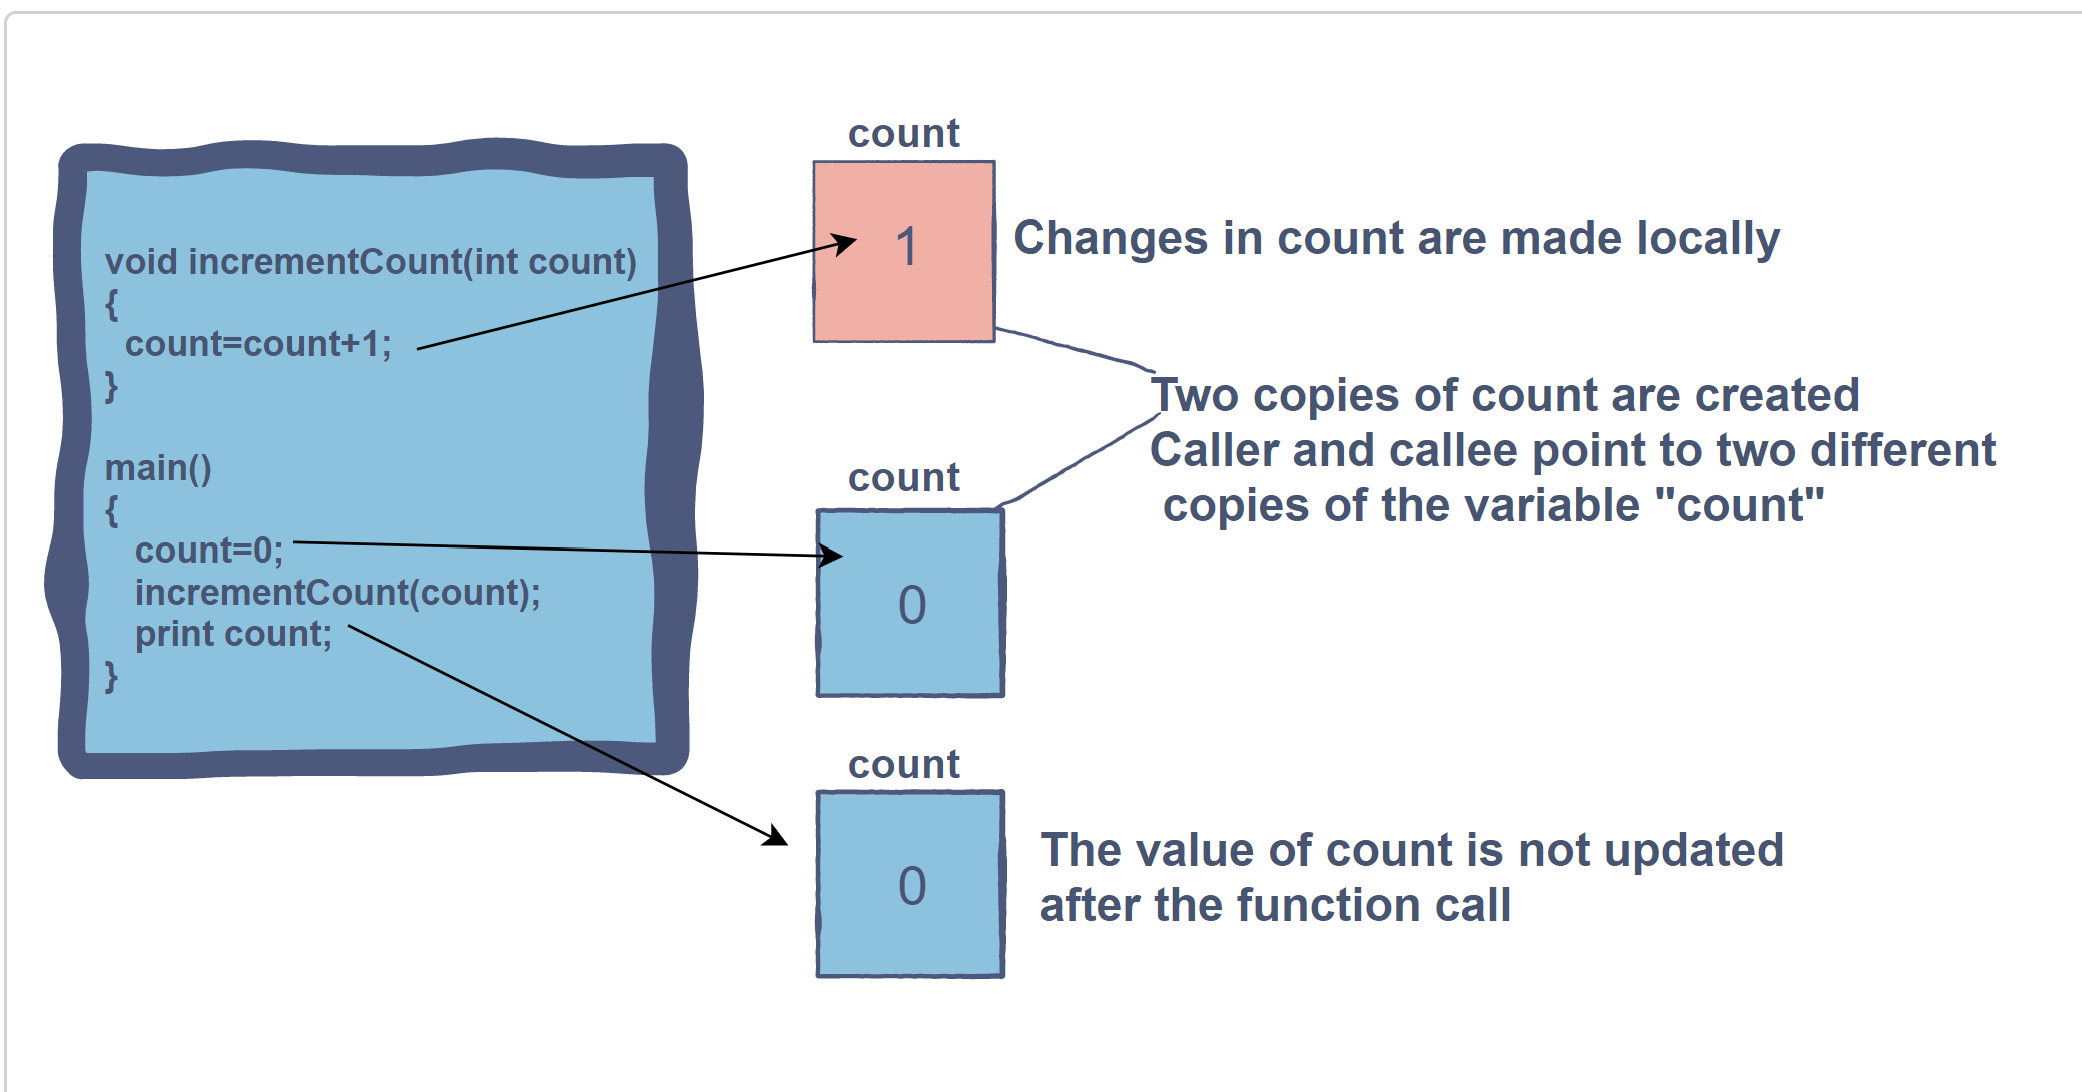 void incrementCount(int count)
{
count=count+1;
}
main()
{
count=0;
incrementCount(count);
print count;
}
count
1
Changes in count are made locally
Two copies of count are created
Caller and callee point to two different
copies of the variable "count"
count
0
count
0
The value of count is not updated
after the function call